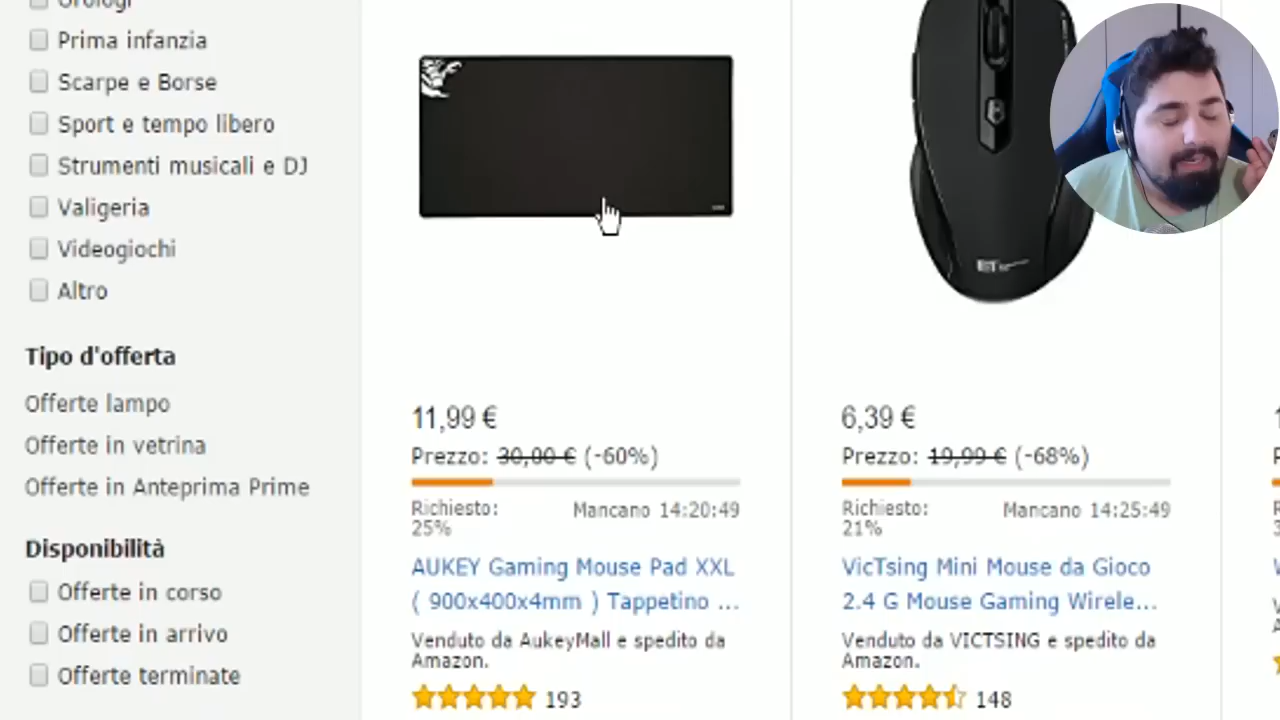 Orologi
Prima infanzia
Scarpe e Borse
Sport e tempo libero
Strumenti musicali e DJ
Valigeria
Videogiochi
Altro
Tipo d'offerta
Offerte lampo
Offerte in vetrina
Offerte in Anteprima Prime
Disponibilità
Offerte in corso
Offerte in arrivo
Offerte terminate
11,99 €
Prezzo: 30,00 € (-60%)
Richiesto:
25%
Mancano 14:20:49
AUKEY Gaming Mouse Pad XXL
( 900x400x4mm ) Tappetino ...
Venduto da AukeyMall e spedito da
Amazon.
193
6,39 €
Prezzo: 19,99 € (-68%)
Richiesto:
21%
Mancano 14:25:49
VicTsing Mini Mouse da Gioco
2.4 G Mouse Gaming Wirele...
Venduto da VICTSING e spedito da
Amazon.
148